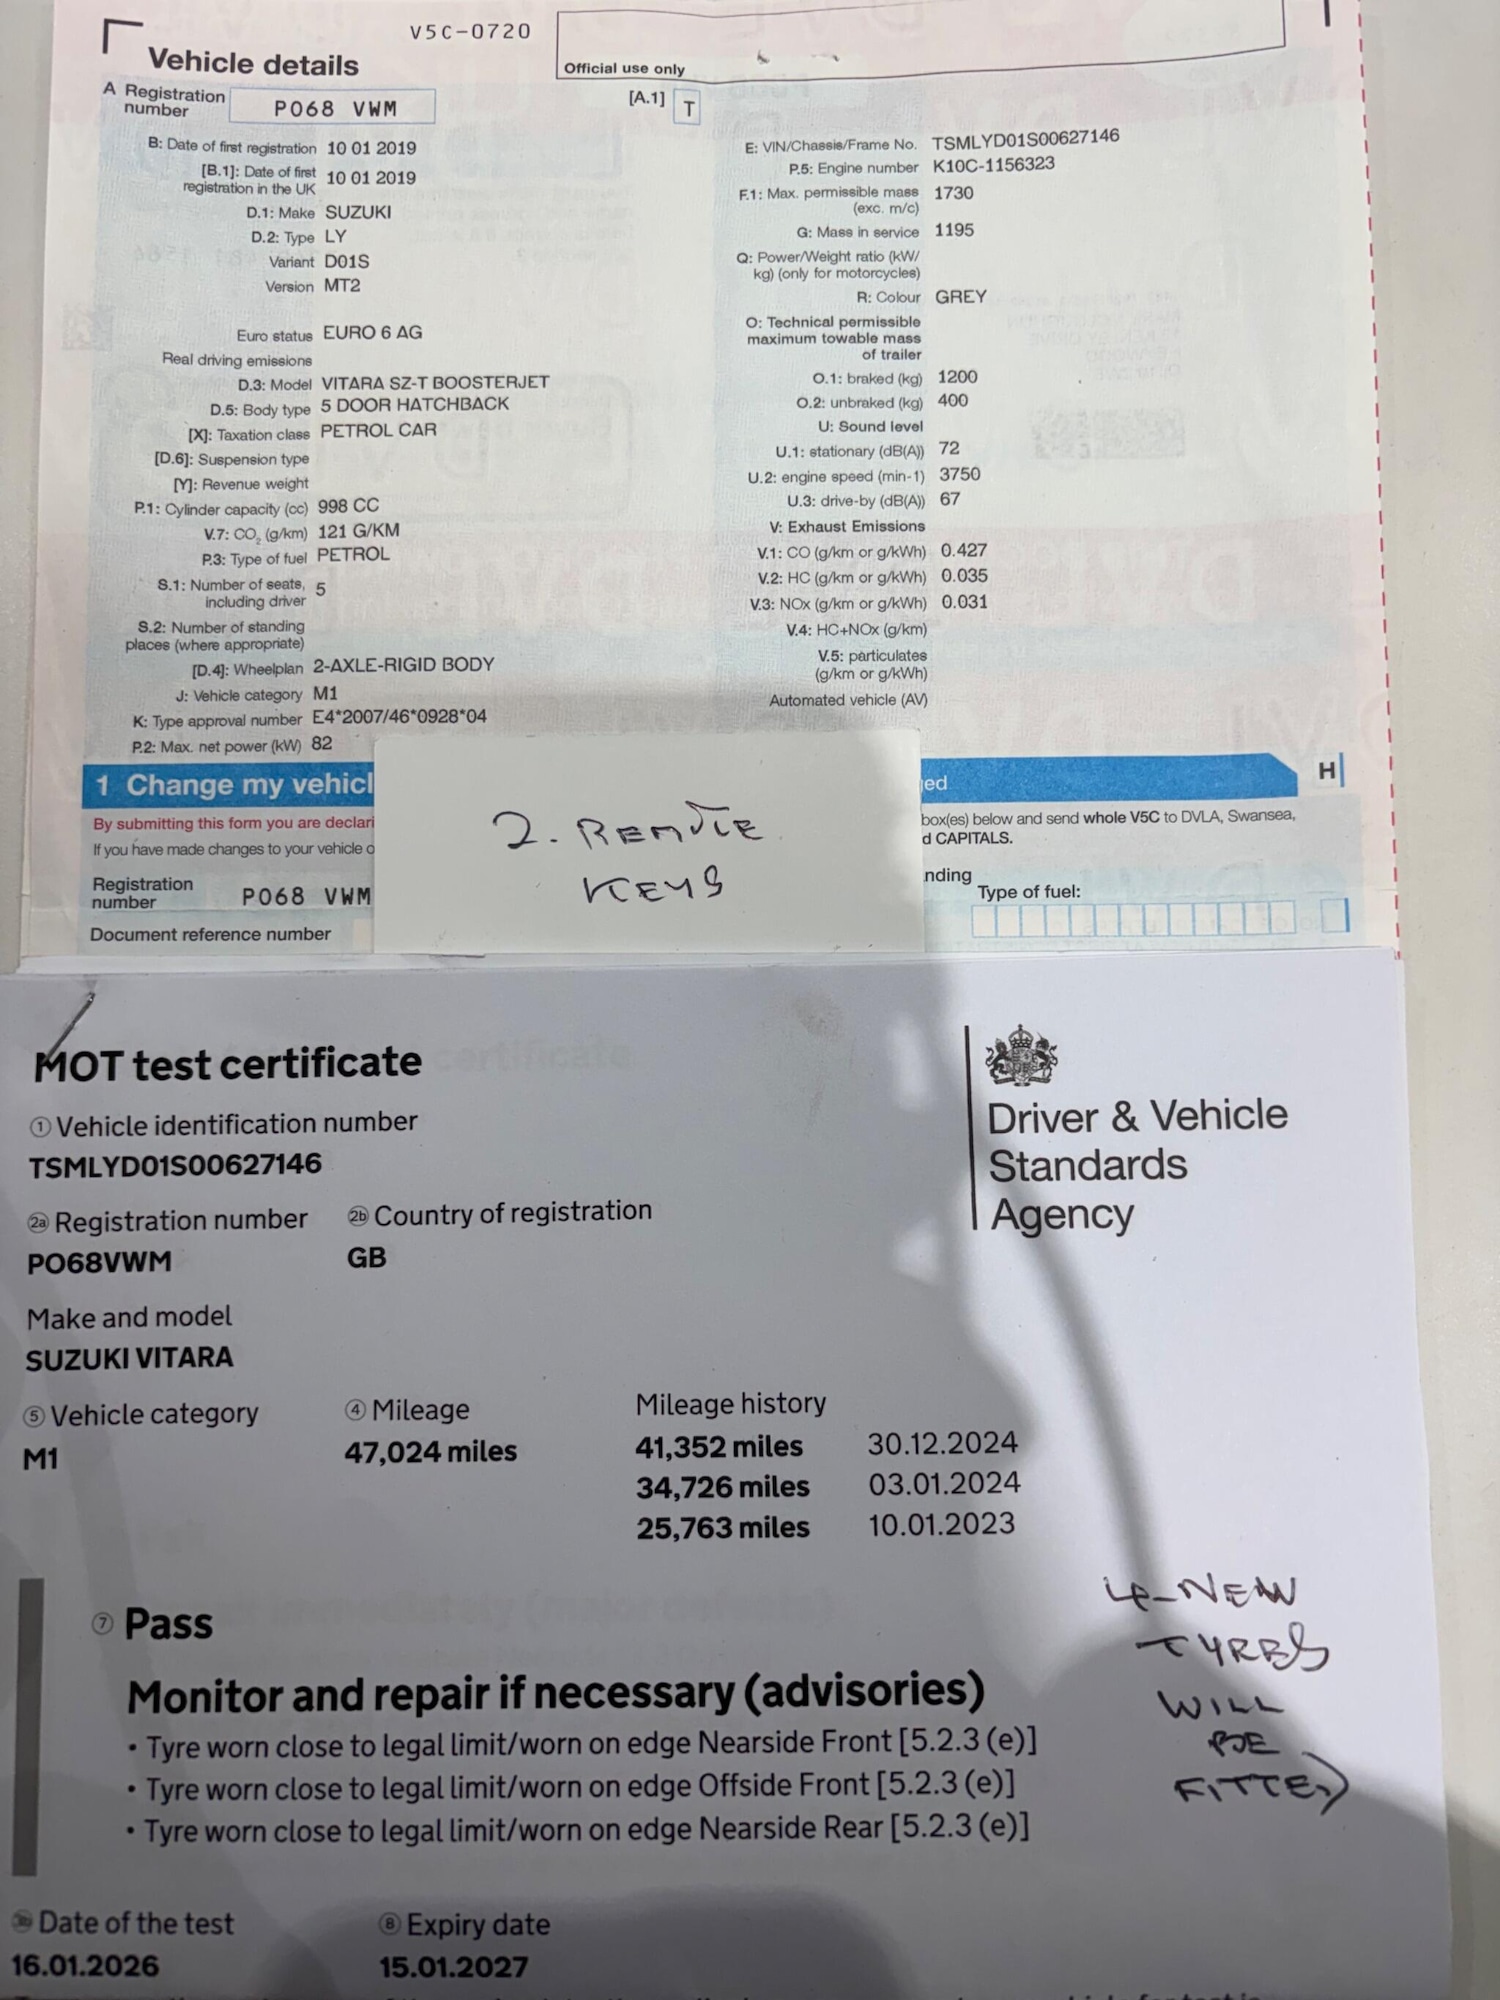 V5C-0720
Vehicle details
Official use only
A Registration number PO68 VWM
[A.1] T
B: Date of first registration 10 01 2019
[B.1]: Date of first registration in the UK 10 01 2019
D.1: Make SUZUKI
D.2: Type LY
Variant D01S
Version MT2
Euro status EURO 6 AG
Real driving emissions
D.3: Model VITARA SZ-T BOOSTERJET
D.5: Body type 5 DOOR HATCHBACK
[X]: Taxation class PETROL CAR
[D.6]: Suspension type
[Y]: Revenue weight
P.1: Cylinder capacity (cc) 998 CC
V.7: CO₂ (g/km) 121 G/KM
P.3: Type of fuel PETROL
S.1: Number of seats, including driver 5
S.2: Number of standing places (where appropriate)
[D.4]: Wheelplan 2-AXLE-RIGID BODY
J: Vehicle category M1
K: Type approval number E4*2007/46*0928*04
P.2: Max. net power (kW) 82
E: VIN/Chassis/Frame No. TSMLYD01S00627146
P.5: Engine number K10C-1156323
F.1: Max. permissible mass (exc. m/c) 1730
G: Mass in service 1195
Q: Power/Weight ratio (kW/kg) (only for motorcycles)
R: Colour GREY
O: Technical permissible maximum towable mass of trailer
O.1: braked (kg) 1200
O.2: unbraked (kg) 400
U: Sound level
U.1: stationary (dB(A)) 72
U.2: engine speed (min-1) 3750
U.3: drive-by (dB(A)) 67
V: Exhaust Emissions
V.1: CO (g/km or g/kWh) 0.427
V.2: HC (g/km or g/kWh) 0.035
V.3: NOx (g/km or g/kWh) 0.031
V.4: HC+NOx (g/km)
V.5: particulates (g/km or g/kWh)
Automated vehicle (AV)
1 Change my vehicl
ed
H
By submitting this form you are declari
If you have made changes to your vehicle o
box(es) below and send whole V5C to DVLA, Swansea,
d CAPITALS.
Registration number PO68 VWM
nding
Type of fuel:
Document reference number
2. REMOTE
KEYS
MOT test certificate
Driver & Vehicle
Standards
Agency
1 Vehicle identification number
TSMLYD01S00627146
2a Registration number 2b Country of registration
PO68VWM GB
Make and model
SUZUKI VITARA
5 Vehicle category 4 Mileage Mileage history
M1 47,024 miles 41,352 miles 30.12.2024
34,726 miles 03.01.2024
25,763 miles 10.01.2023
7 Pass
Monitor and repair if necessary (advisories)
• Tyre worn close to legal limit/worn on edge Nearside Front [5.2.3 (e)]
• Tyre worn close to legal limit/worn on edge Offside Front [5.2.3 (e)]
• Tyre worn close to legal limit/worn on edge Nearside Rear [5.2.3 (e)]
4-NEW
TYRES
WILL
BE
FITTED
Date of the test 8 Expiry date
16.01.2026 15.01.2027